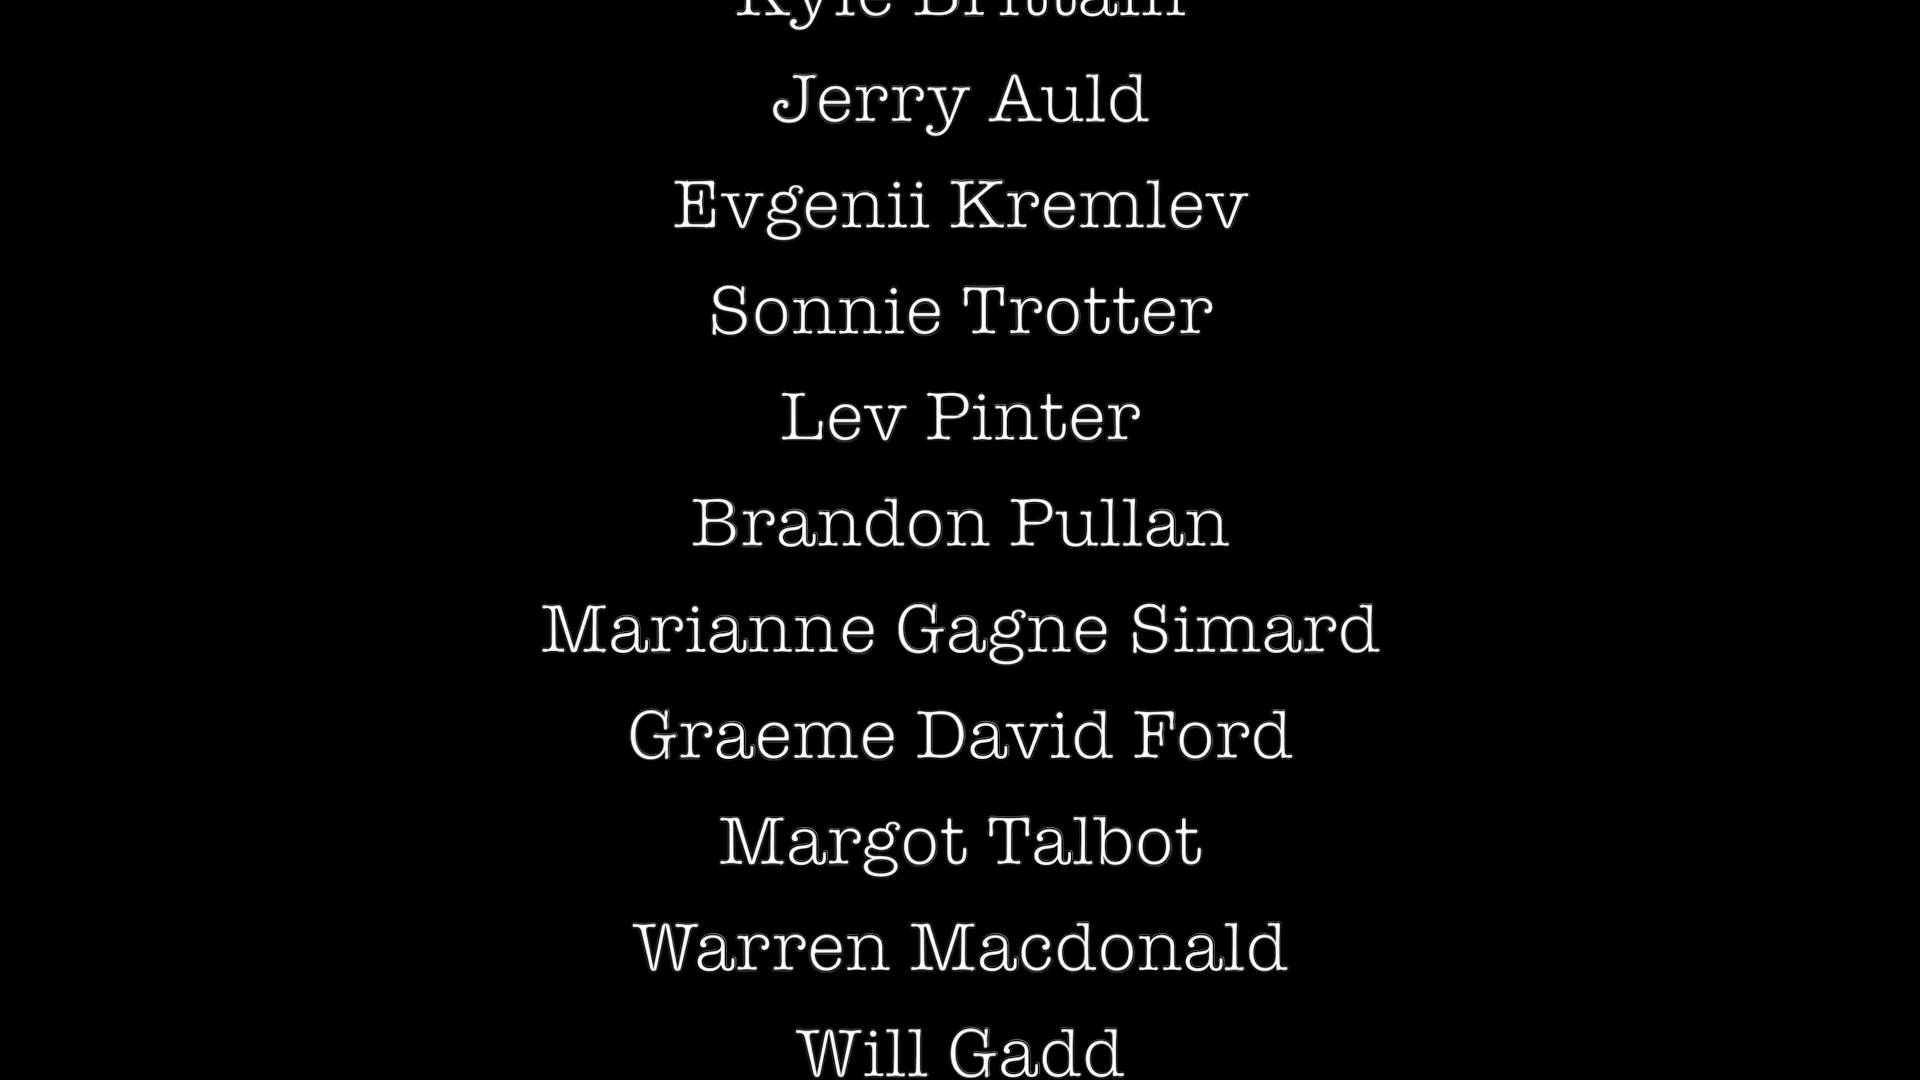 Kyle Brittain
Jerry Auld
Evgenii Kremlev
Sonnie Trotter
Lev Pinter
Brandon Pullan
Marianne Gagne Simard
Graeme David Ford
Margot Talbot
Warren Macdonald
Will Gadd